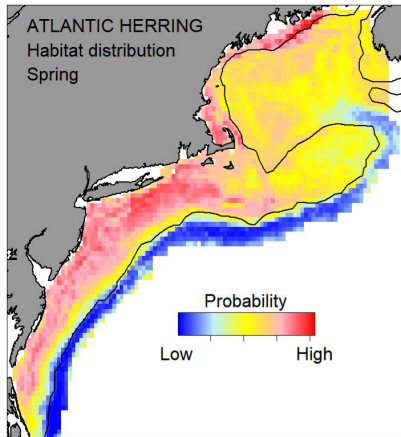 ATLANTIC HERRING
Habitat distribution
Spring
Probability
Low High